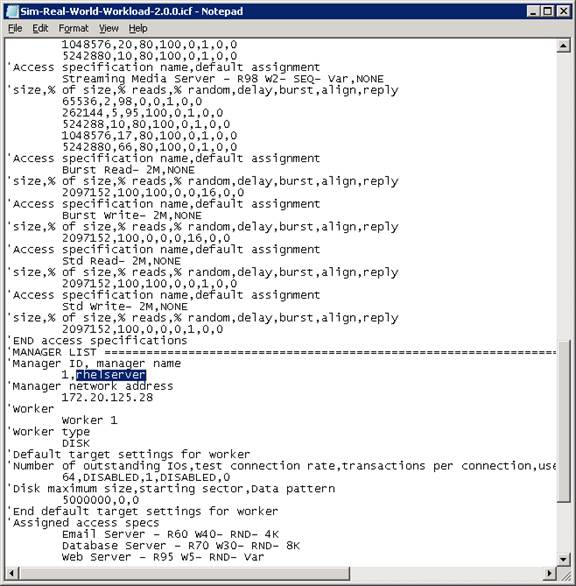 Sim-Real-World-Workload-2.0.0.icf - Notepad
File Edit Format View Help
1048576,20,80,100,0,1,0,0
5242880,10,80,100,0,1,0,0
'Access specification name,default assignment
Streaming Media Server - R98 W2- SEQ- Var,NONE
'size,% of size,% reads,% random,delay,burst,align,reply
65536,2,98,0,0,1,0,0
262144,5,95,100,0,1,0,0
524288,10,80,100,0,1,0,0
1048576,17,80,100,0,1,0,0
5242880,66,80,100,0,1,0,0
'Access specification name,default assignment
Burst Read- 2M,NONE
'size,% of size,% reads,% random,delay,burst,align,reply
2097152,100,100,0,0,16,0,0
'Access specification name,default assignment
Burst Write- 2M,NONE
'size,% of size,% reads,% random,delay,burst,align,reply
2097152,100,0,0,0,16,0,0
'Access specification name,default assignment
Std Read- 2M,NONE
'size,% of size,% reads,% random,delay,burst,align,reply
2097152,100,100,0,0,1,0,0
'Access specification name,default assignment
Std Write- 2M,NONE
'size,% of size,% reads,% random,delay,burst,align,reply
2097152,100,0,0,0,1,0,0
'END access specifications
'MANAGER LIST ==========================================================
'Manager ID, manager name
1,rhelserver
'Manager network address
172.20.125.28
'Worker
Worker 1
'Worker type
DISK
'Default target settings for worker
'Number of outstanding IOs,test connection rate,transactions per connection,use
64,DISABLED,1,DISABLED,0
'Disk maximum size,starting sector,Data pattern
5000000,0,0
'End default target settings for worker
'Assigned access specs
Email Server - R60 W40- RND- 4K
Database Server - R70 W30- RND- 8K
Web Server - R95 W5- RND- Var